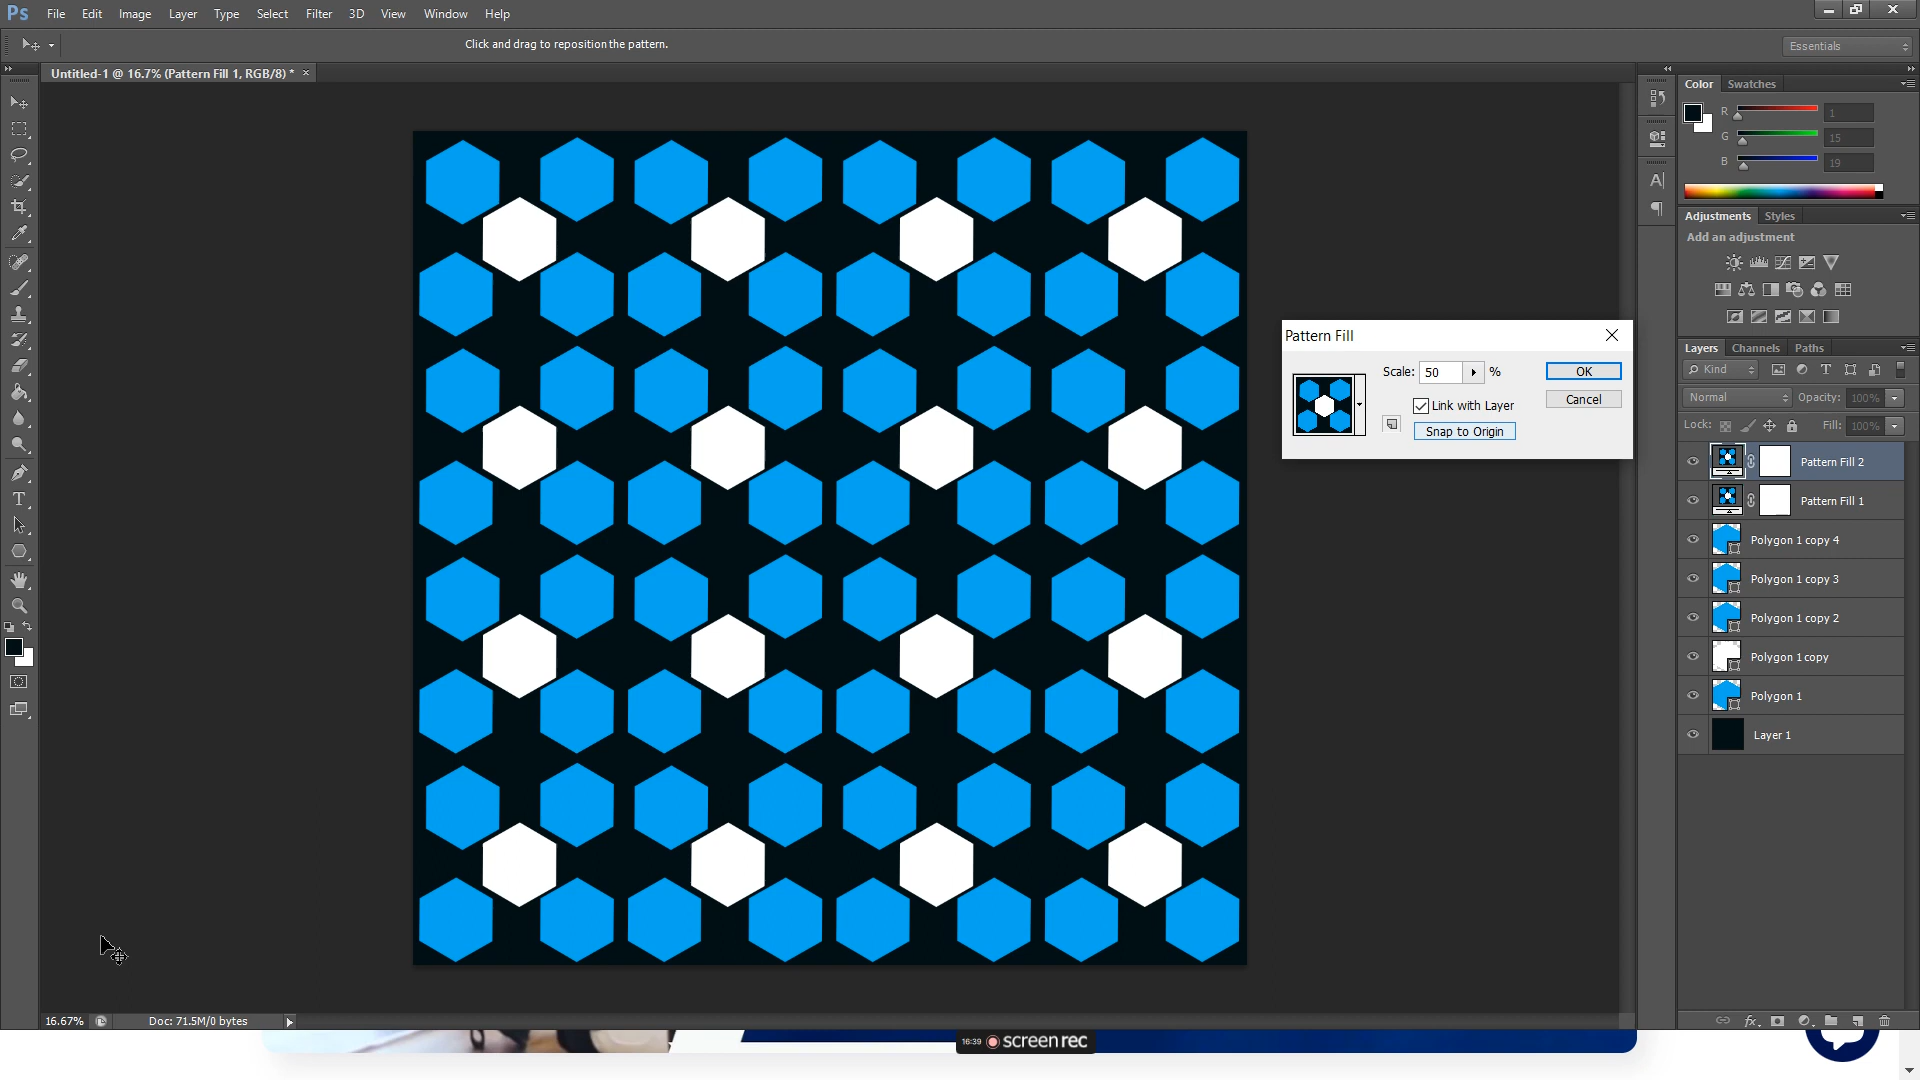 Ps File Edit Image Layer Type Select Filter 3D View Window Help
Click and drag to reposition the pattern.
Essentials
Untitled-1 @ 16.7% (Pattern Fill 1, RGB/8) * ×
Color Swatches
R 1
G 15
B 19
Adjustments Styles
Add an adjustment
Pattern Fill
Scale: 50 %
OK
Link with Layer
Cancel
Snap to Origin
Layers Channels Paths
Kind
Normal Opacity: 100%
Lock: Fill: 100%
Pattern Fill 2
Pattern Fill 1
Polygon 1 copy 4
Polygon 1 copy 3
Polygon 1 copy 2
Polygon 1 copy
Polygon 1
Layer 1
16.67% Doc: 71.5M/0 bytes
16:39 screenrec